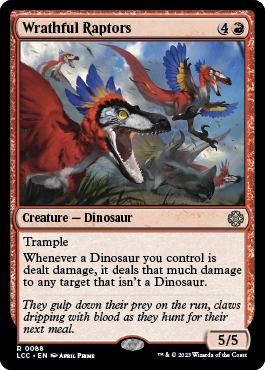 Wrathful Raptors 4
Creature — Dinosaur
Trample
Whenever a Dinosaur you control is
dealt damage, it deals that much damage
to any target that isn't a Dinosaur.
They gulp down their prey on the run, claws
dripping with blood as they hunt for their
next meal.
5/5
R 0088
LCC • EN April Prime
™ & © 2023 Wizards of the Coast